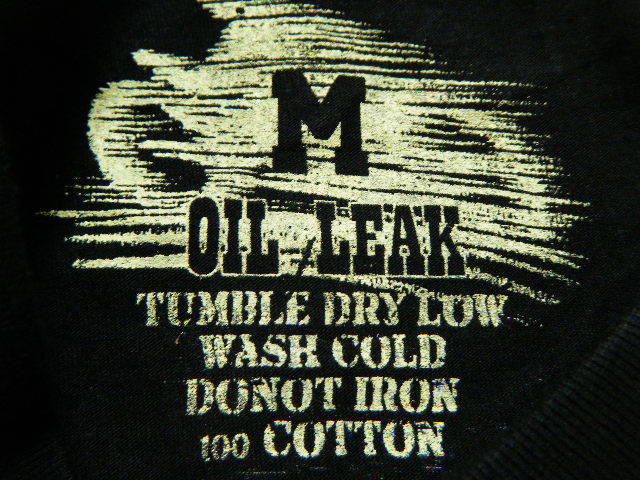 M
OIL LEAK
TUMBLE DRY LOW
WASH COLD
DONOT IRON
100 COTTON